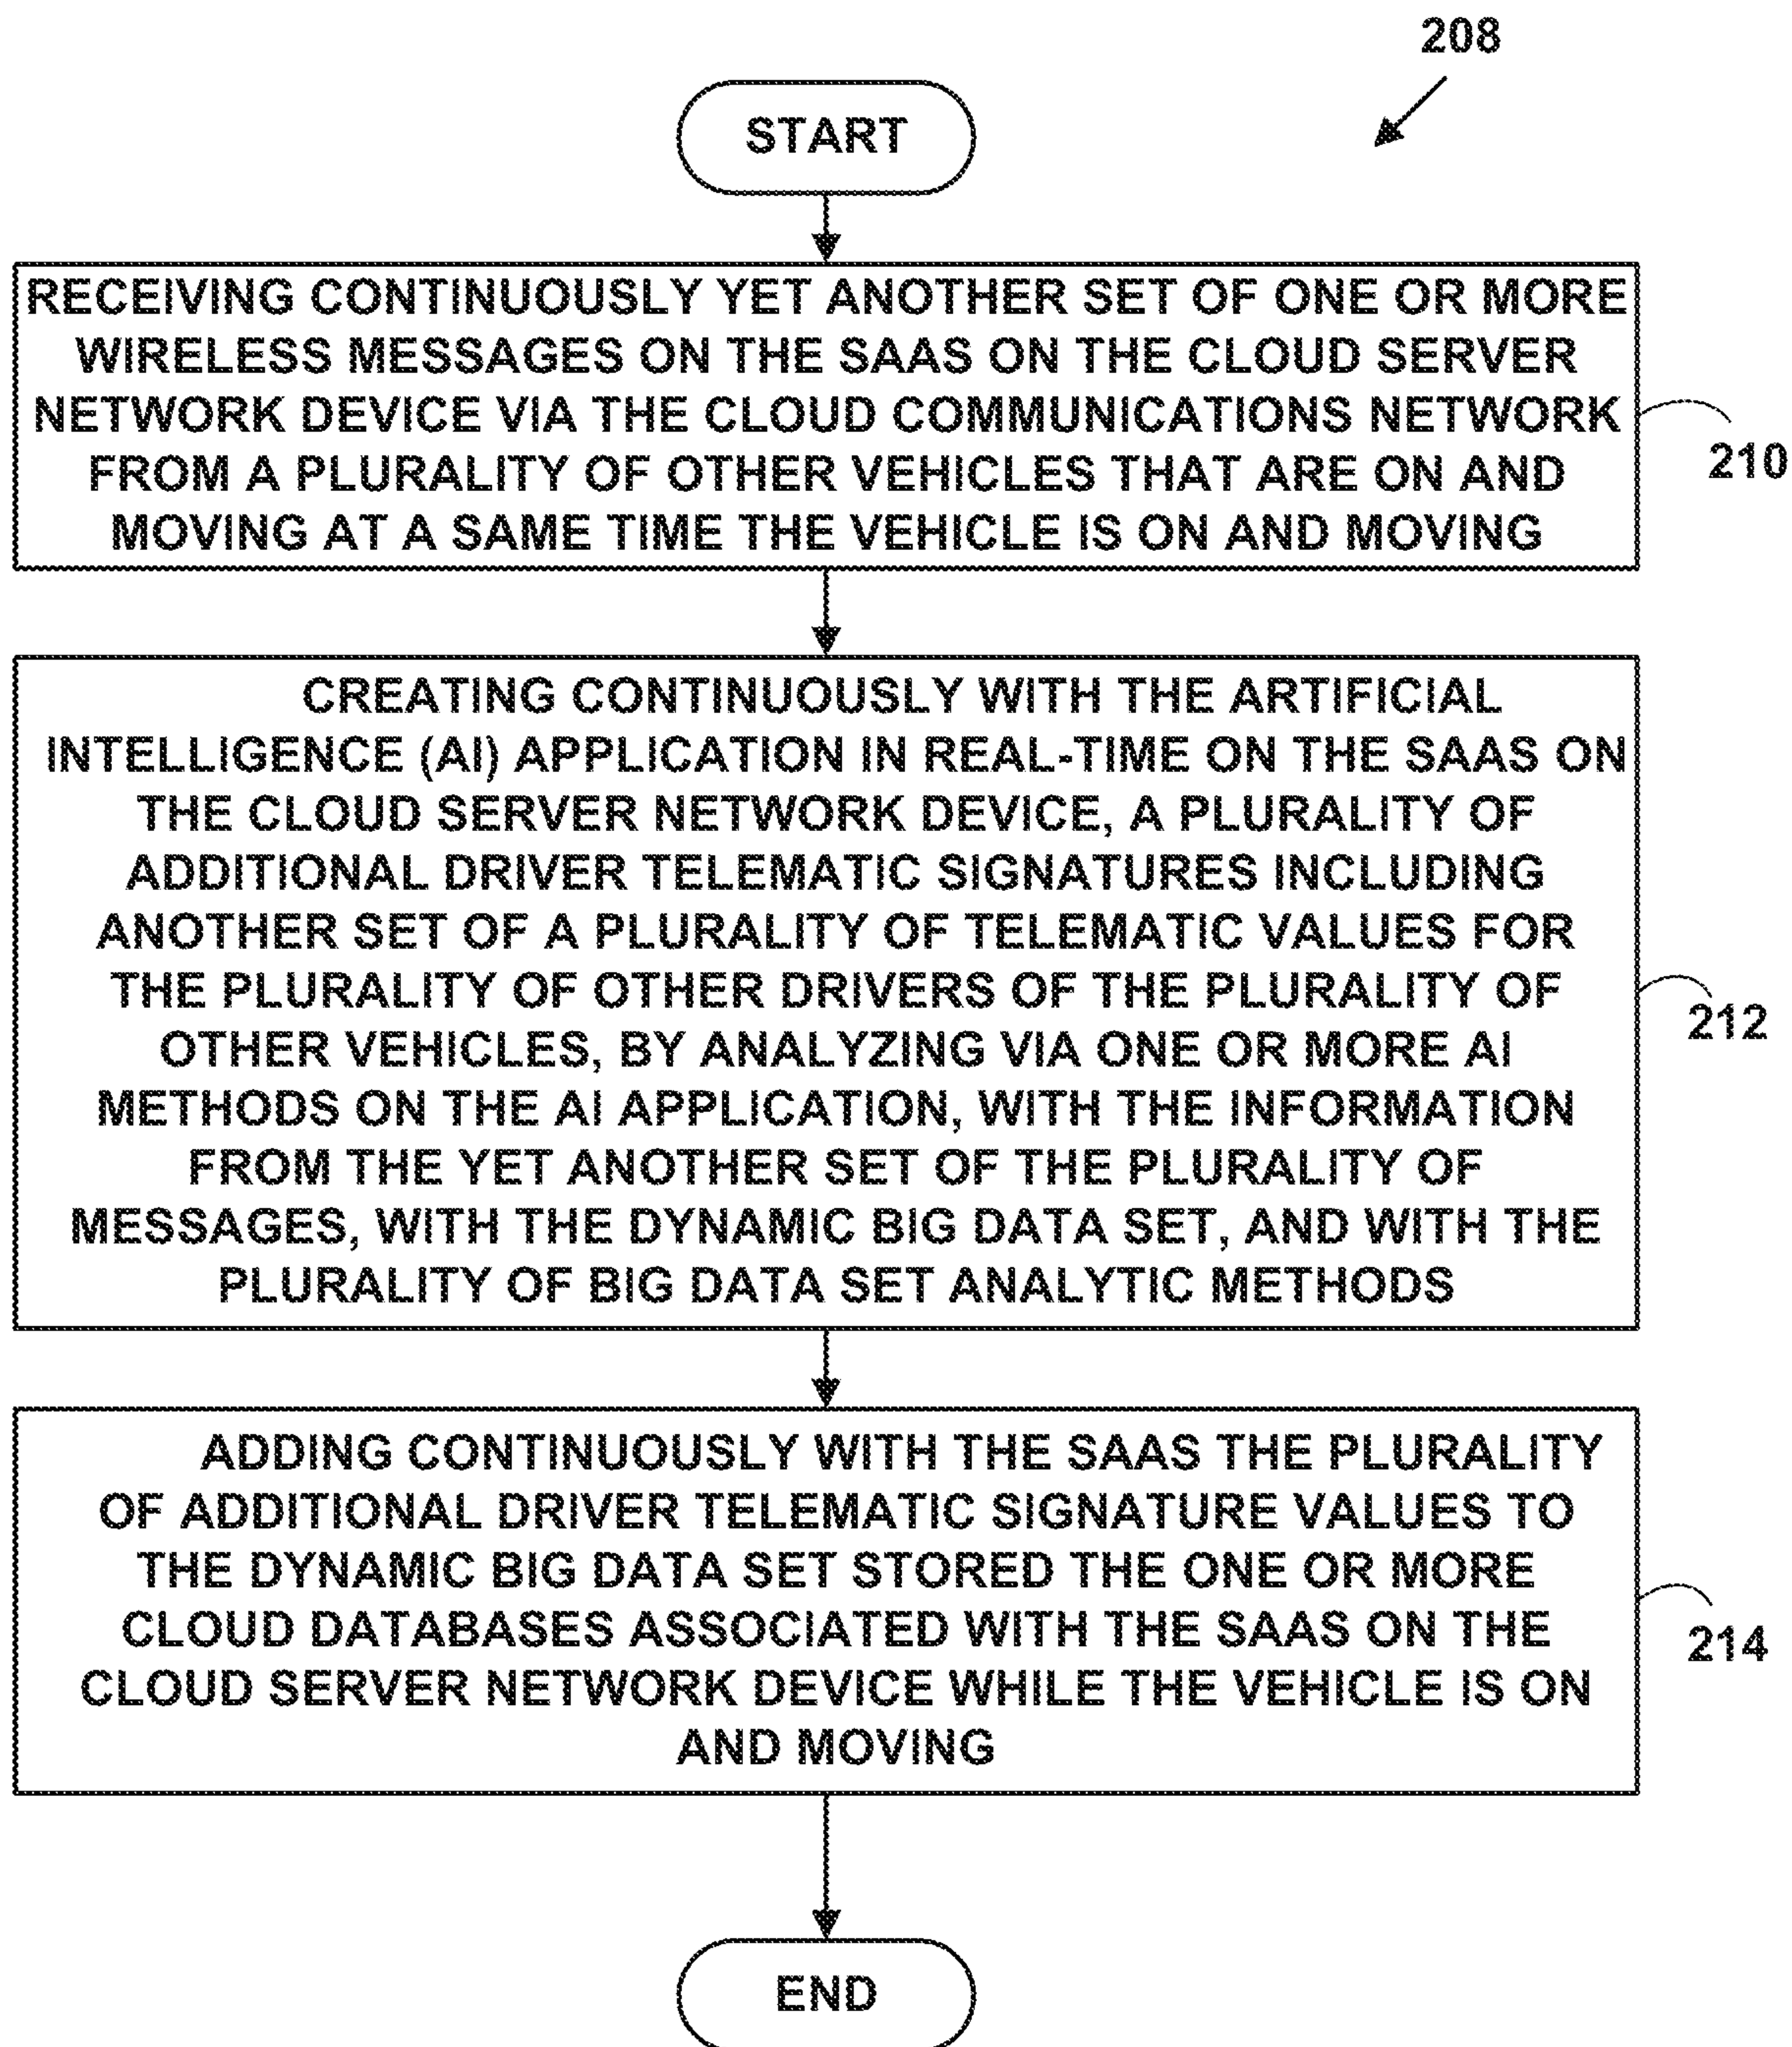 208
START
RECEIVING CONTINUOUSLY YET ANOTHER SET OF ONE OR MORE
WIRELESS MESSAGES ON THE SAAS ON THE CLOUD SERVER
NETWORK DEVICE VIA THE CLOUD COMMUNICATIONS NETWORK
FROM A PLURALITY OF OTHER VEHICLES THAT ARE ON AND
MOVING AT A SAME TIME THE VEHICLE IS ON AND MOVING
210
CREATING CONTINUOUSLY WITH THE ARTIFICIAL
INTELLIGENCE (AI) APPLICATION IN REAL-TIME ON THE SAAS ON
THE CLOUD SERVER NETWORK DEVICE, A PLURALITY OF
ADDITIONAL DRIVER TELEMATIC SIGNATURES INCLUDING
ANOTHER SET OF A PLURALITY OF TELEMATIC VALUES FOR
THE PLURALITY OF OTHER DRIVERS OF THE PLURALITY OF
OTHER VEHICLES, BY ANALYZING VIA ONE OR MORE AI
METHODS ON THE AI APPLICATION, WITH THE INFORMATION
FROM THE YET ANOTHER SET OF THE PLURALITY OF
MESSAGES, WITH THE DYNAMIC BIG DATA SET, AND WITH THE
PLURALITY OF BIG DATA SET ANALYTIC METHODS
212
ADDING CONTINUOUSLY WITH THE SAAS THE PLURALITY
OF ADDITIONAL DRIVER TELEMATIC SIGNATURE VALUES TO
THE DYNAMIC BIG DATA SET STORED THE ONE OR MORE
CLOUD DATABASES ASSOCIATED WITH THE SAAS ON THE
CLOUD SERVER NETWORK DEVICE WHILE THE VEHICLE IS ON
AND MOVING
214
END